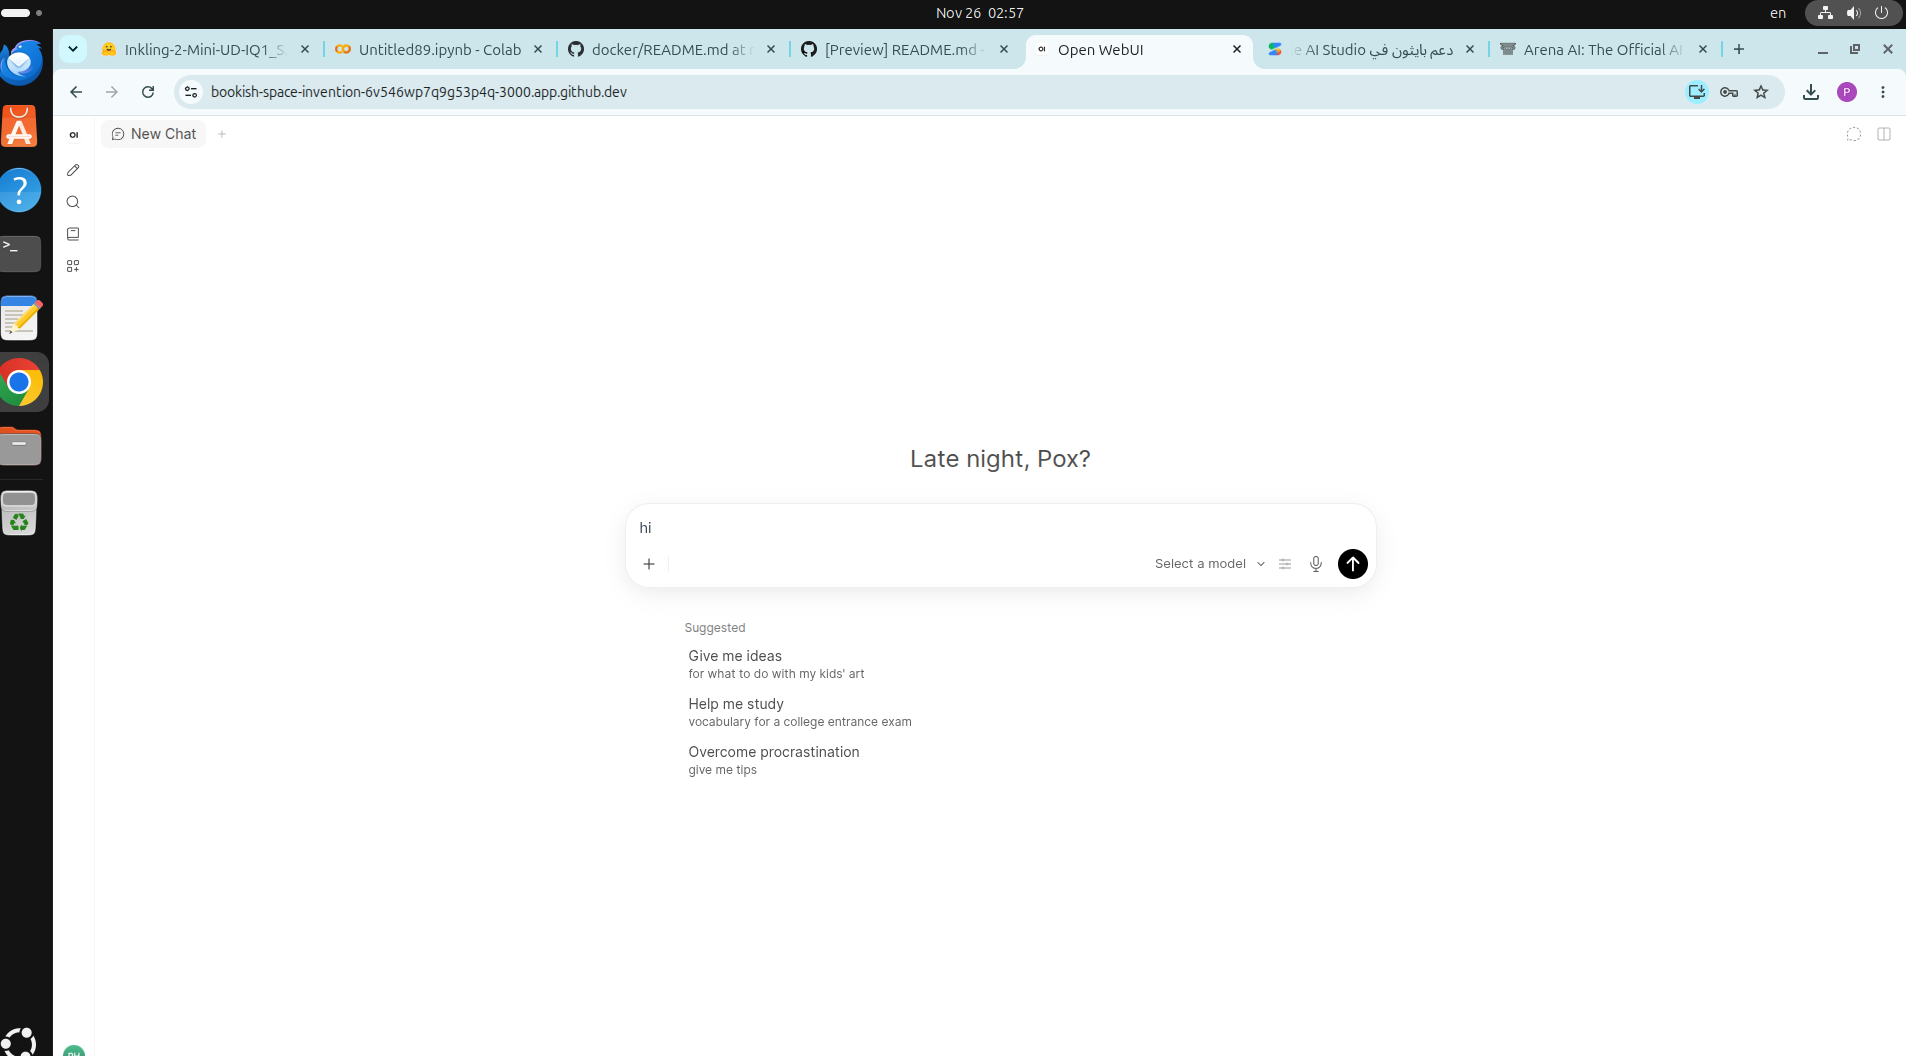 Nov 26 02:57
en
Inkling-2-Mini-UD-IQ1_S
Untitled89.ipynb - Colab
docker/README.md at
[Preview] README.md -
Open WebUI
دعم بايثون في e AI Studio
Arena AI: The Official AI
bookish-space-invention-6v546wp7q9g53p4q-3000.app.github.dev
P
OI
New Chat
Late night, Pox?
hi
Select a model
Suggested
Give me ideas
for what to do with my kids' art
Help me study
vocabulary for a college entrance exam
Overcome procrastination
give me tips